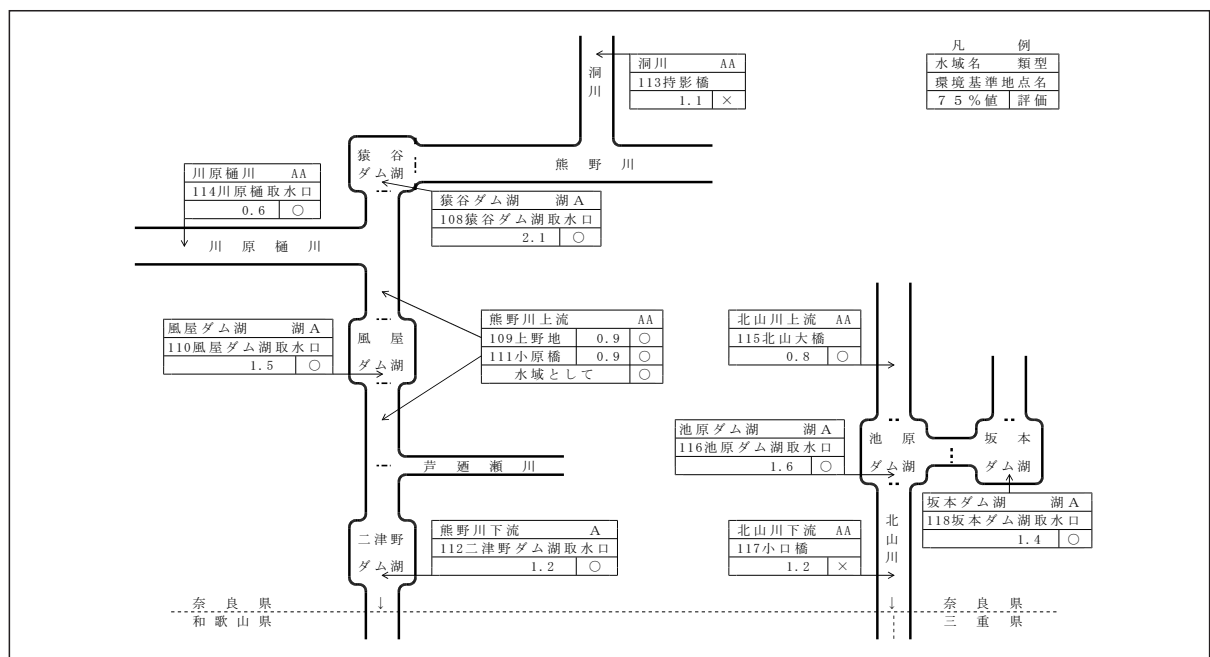 凡 例
水域名 類型
環境基準地点名
75%値 評価
洞川 AA
113持影橋
1.1 ×
洞川
猿谷
ダム湖
熊野川
川原樋川 AA
114川原樋取水口
0.6 ○
猿谷ダム湖 湖A
108猿谷ダム湖取水口
2.1 ○
川原樋川
風屋ダム湖 湖A
110風屋ダム湖取水口
1.5 ○
風屋
ダム湖
熊野川上流 AA
109上野地 0.9 ○
111小原橋 0.9 ○
水域として ○
北山川上流 AA
115北山大橋
0.8 ○
池原ダム湖 湖A
116池原ダム湖取水口
1.6 ○
池原
ダム湖
坂本
ダム湖
芦廼瀬川
坂本ダム湖 湖A
118坂本ダム湖取水口
1.4 ○
二津野
ダム湖
熊野川下流 A
112二津野ダム湖取水口
1.2 ○
北山川下流 AA
117小口橋
1.2 ×
北山川
奈良県 ↓ ↓ 奈良県
和歌山県 三重県